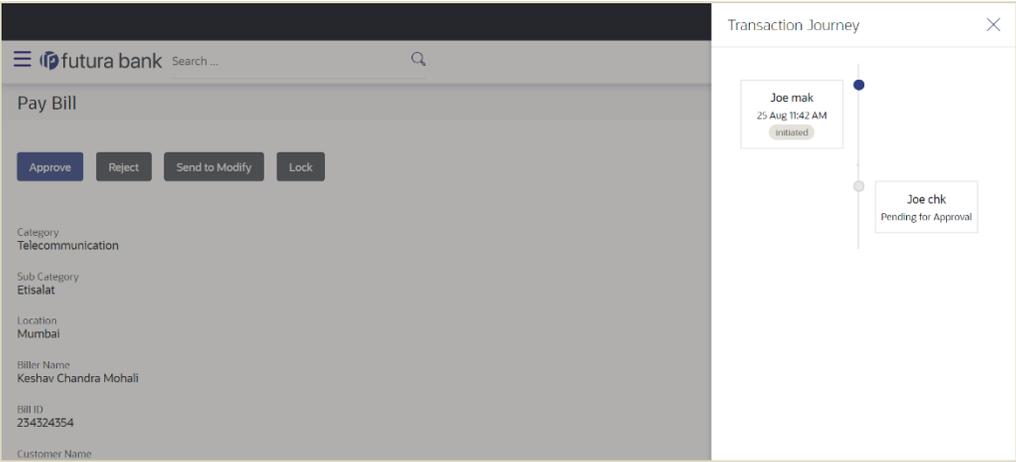 Transaction Journey
futura bank
Search ...
Pay Bill
Approve
Reject
Send to Modify
Lock
Category
Telecommunication
Sub Category
Etisalat
Location
Mumbai
Biller Name
Keshav Chandra Mohali
Bill ID
234324354
Customer Name
Joe mak
25 Aug 11:42 AM
initiated
Joe chk
Pending for Approval